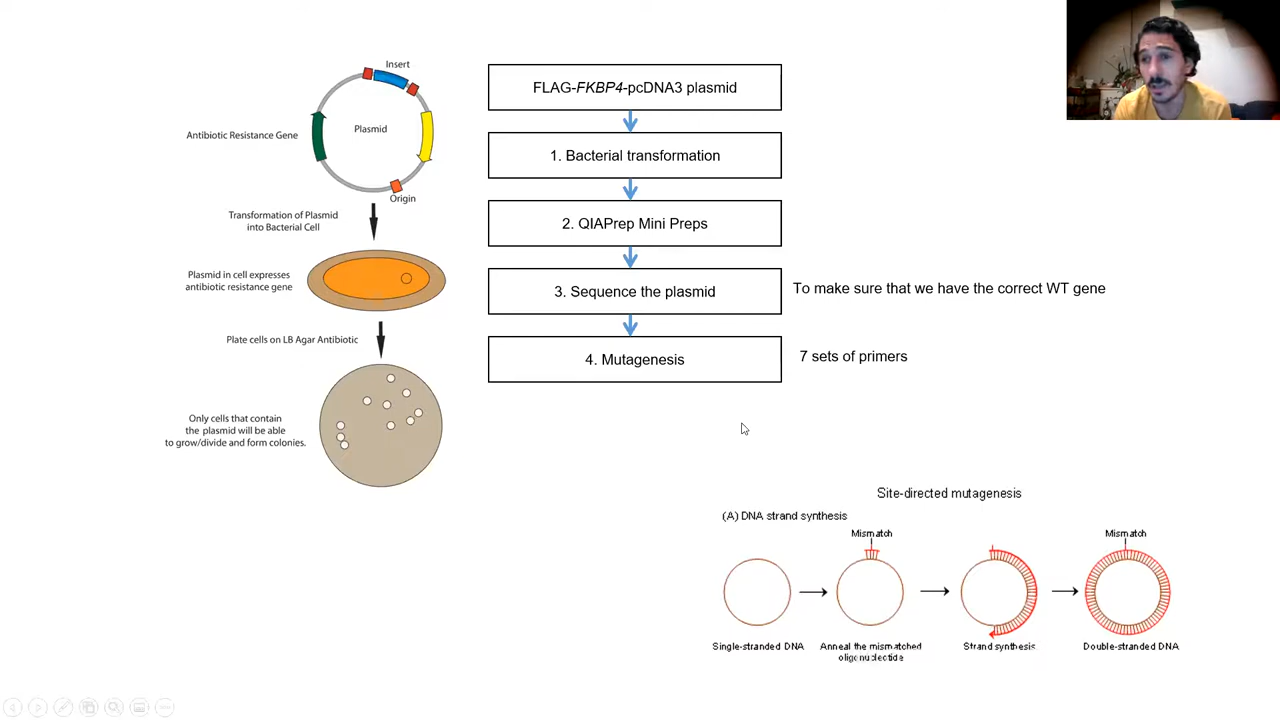 Insert
Plasmid
Antibiotic Resistance Gene
Origin
Transformation of Plasmid
into Bacterial Cell
Plasmid in cell expresses
antibiotic resistance gene
Plate cells on LB Agar Antibiotic
Only cells that contain
the plasmid will be able
to grow/divide and form colonies.
FLAG-FKBP4-pcDNA3 plasmid
1. Bacterial transformation
2. QIAPrep Mini Preps
3. Sequence the plasmid
To make sure that we have the correct WT gene
4. Mutagenesis
7 sets of primers
Site-directed mutagenesis
(A) DNA strand synthesis
Mismatch
Mismatch
Single-stranded DNA
Anneal the mismatched
oligonucleotide
Strand synthesis
Double-stranded DNA